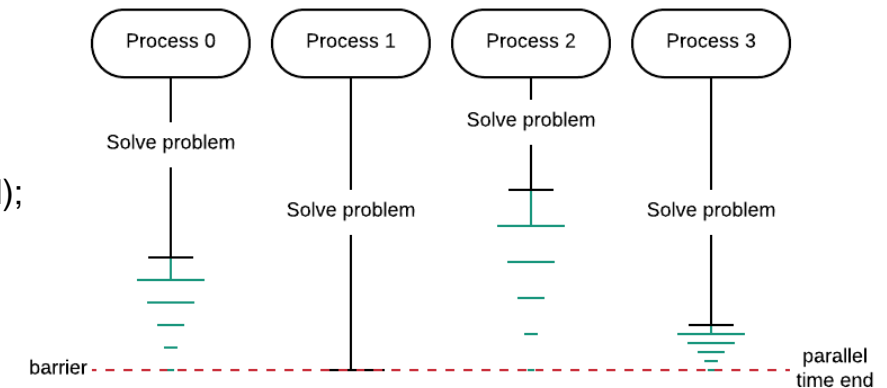 Process 0
Process 1
Process 2
Process 3
Solve problem
Solve problem
);
Solve problem
Solve problem
barrier
parallel
time end